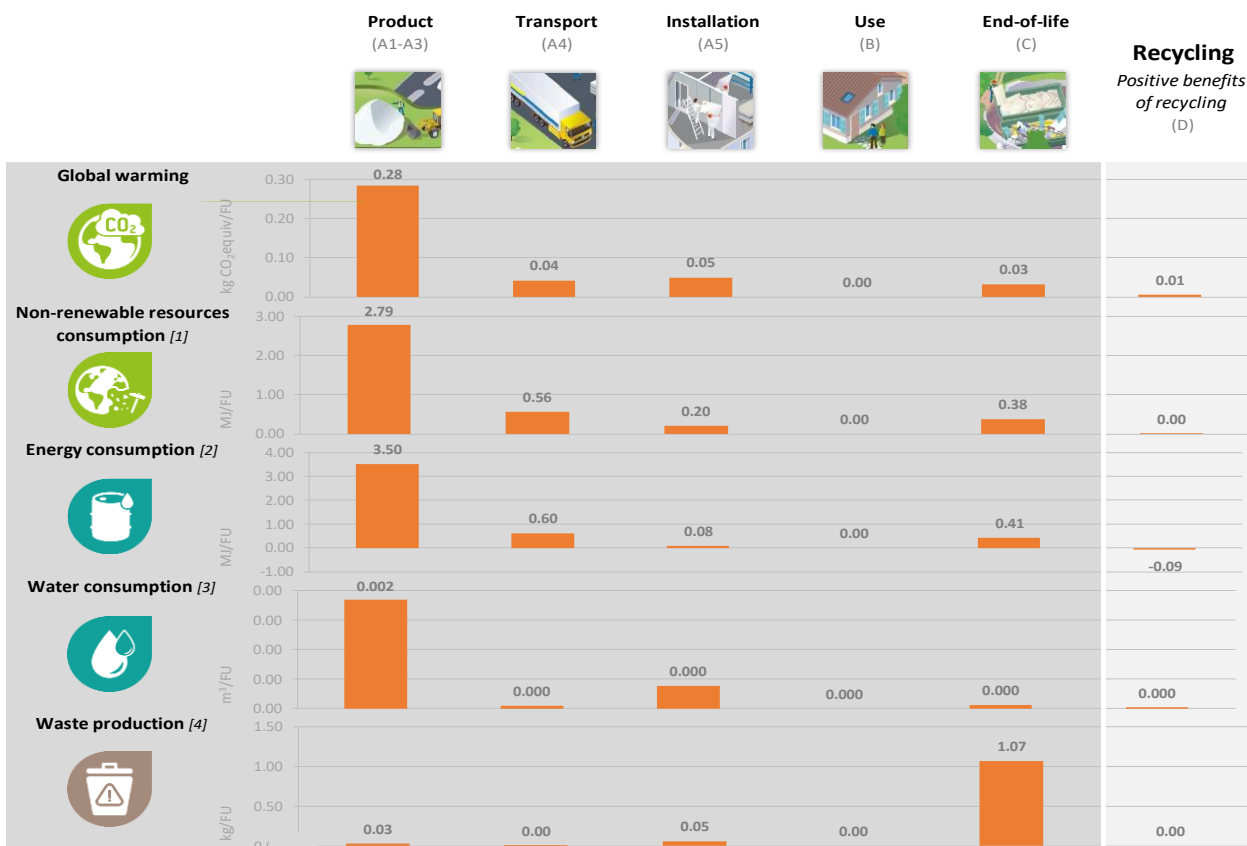 Product
(A1-A3)
Transport
(A4)
Installation
(A5)
Use
(B)
End-of-life
(C)
Recycling
Positive benefits
of recycling
(D)
Global warming
CO₂
kg CO₂equiv/FU
0.30
0.20
0.10
0.00
0.28
0.04
0.05
0.00
0.03
0.01
Non-renewable resources
consumption [1]
MJ/FU
3.00
2.00
1.00
0.00
2.79
0.56
0.20
0.00
0.38
0.00
Energy consumption [2]
MJ/FU
4.00
3.00
2.00
1.00
0.00
-1.00
3.50
0.60
0.08
0.00
0.41
-0.09
Water consumption [3]
m³/FU
0.00
0.00
0.00
0.00
0.00
0.002
0.000
0.000
0.000
0.000
0.000
Waste production [4]
kg/FU
1.50
1.00
0.50
0.03
0.00
0.05
0.00
1.07
0.00